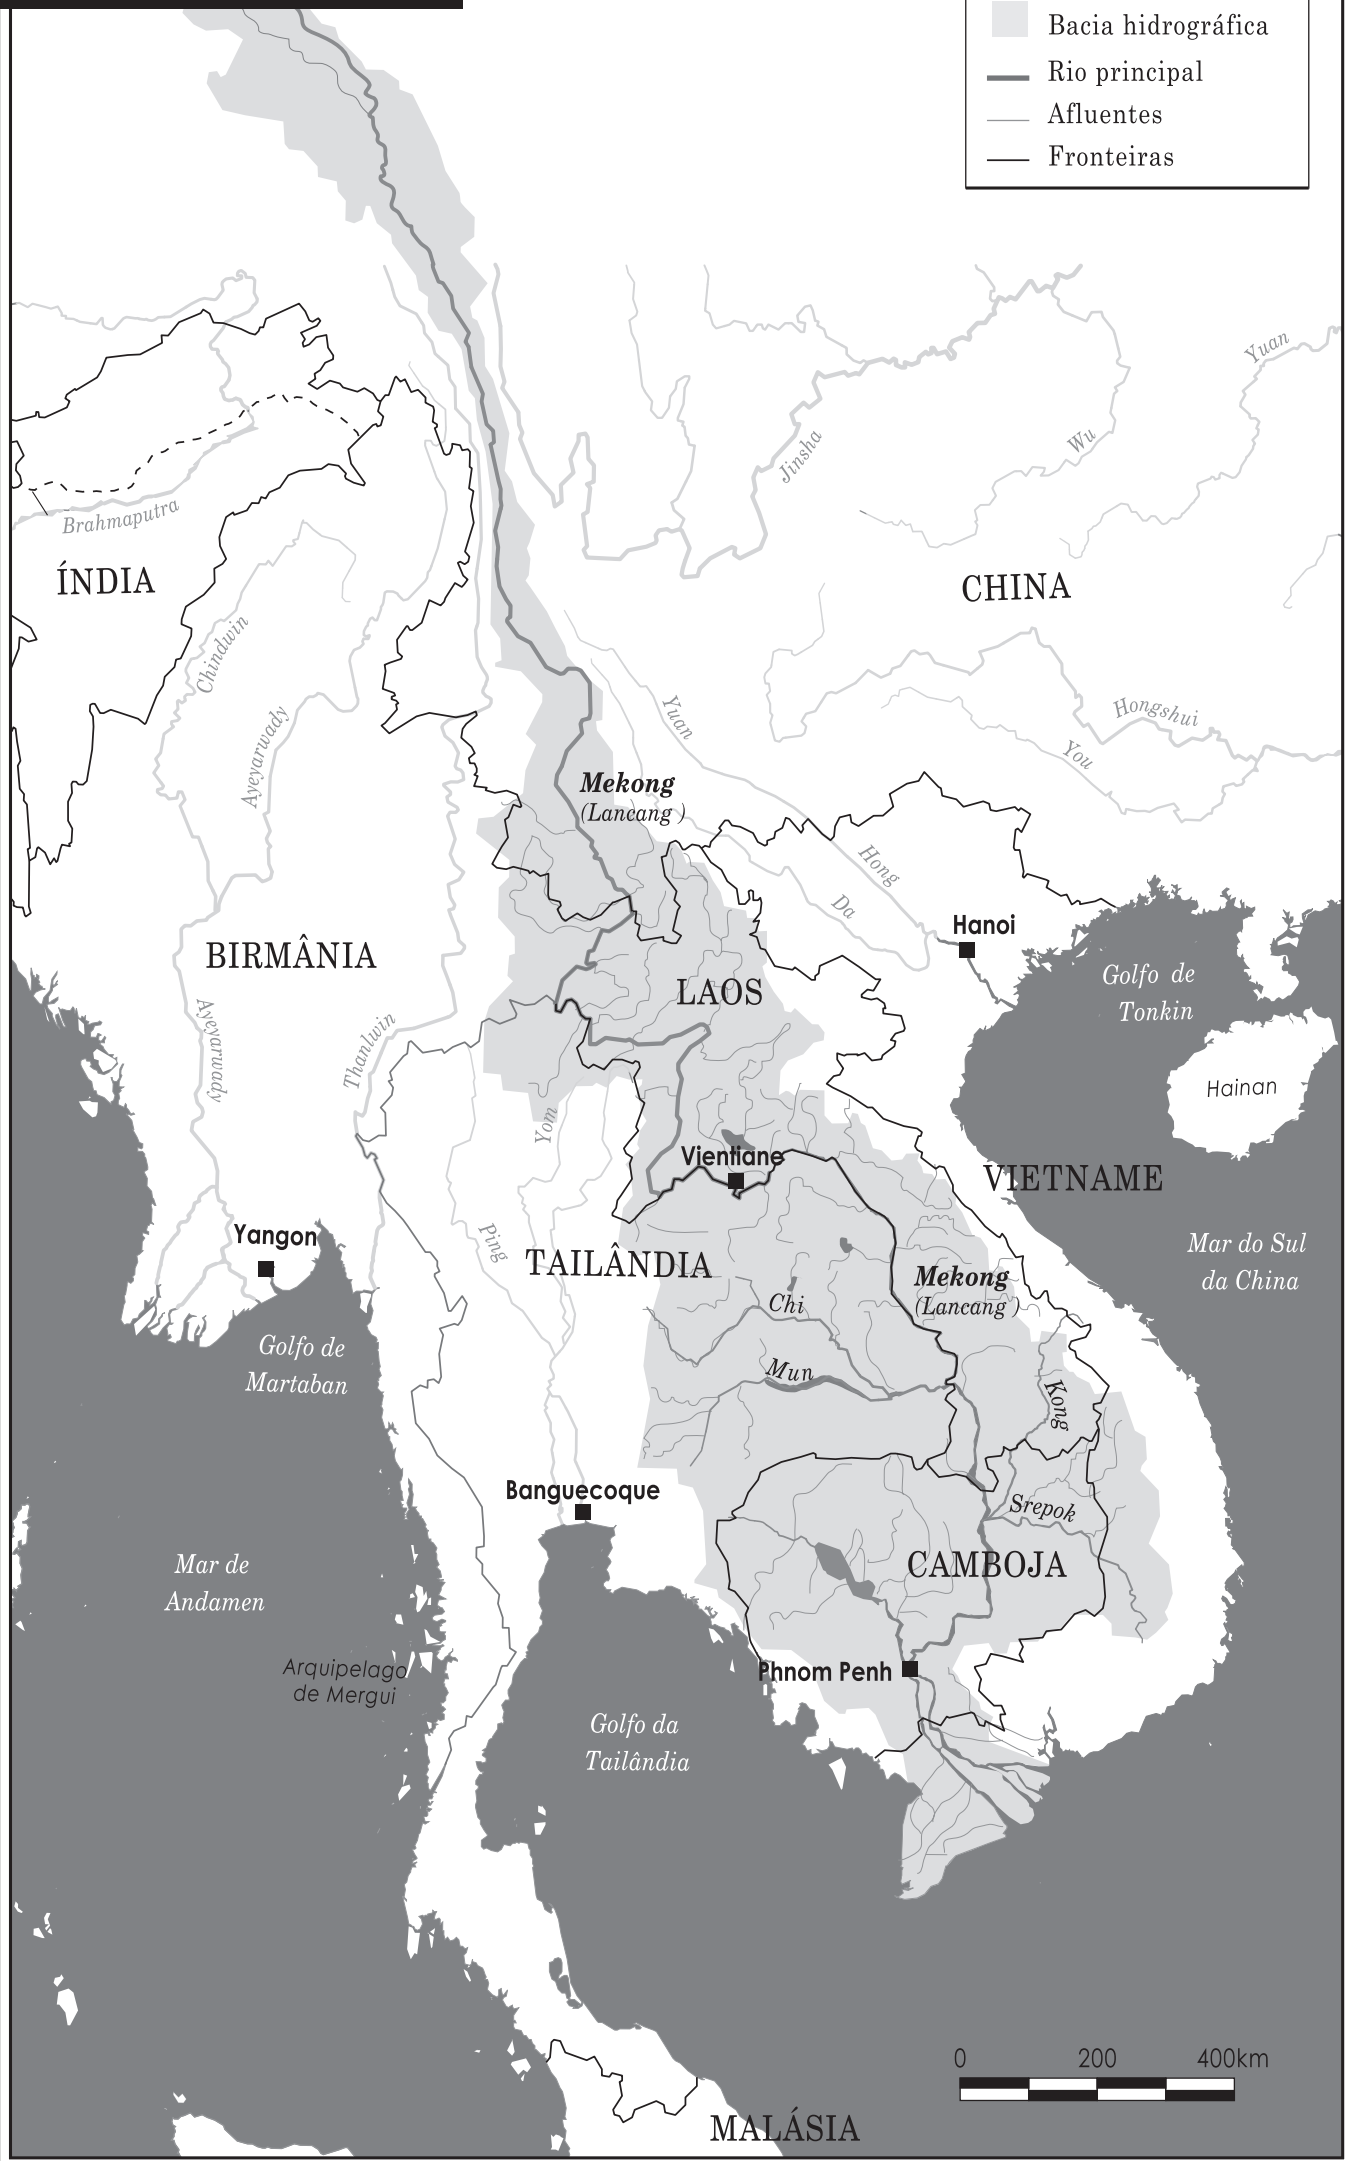 Bacia hidrográfica
Rio principal
Afluentes
Fronteiras
Yuan
Wu
Jinsha
Brahmaputra
ÍNDIA
CHINA
Chindwin
Yuan
Hongshui
Ayeyarwady
You
Mekong
(Lancang )
Hong
Da
Hanoi
BIRMÂNIA
LAOS
Golfo de
Tonkin
Ayeyarwady
Thanlwin
Hainan
Yom
Vientiane
VIETNAME
Yangon
Ping
TAILÂNDIA
Mar do Sul
da China
Mekong
(Lancang )
Chi
Golfo de
Martaban
Mun
Kong
Banguecoque
Srepok
Mar de
Andamen
CAMBOJA
Arquipelago
de Mergui
Phnom Penh
Golfo da
Tailândia
0 200 400km
MALÁSIA